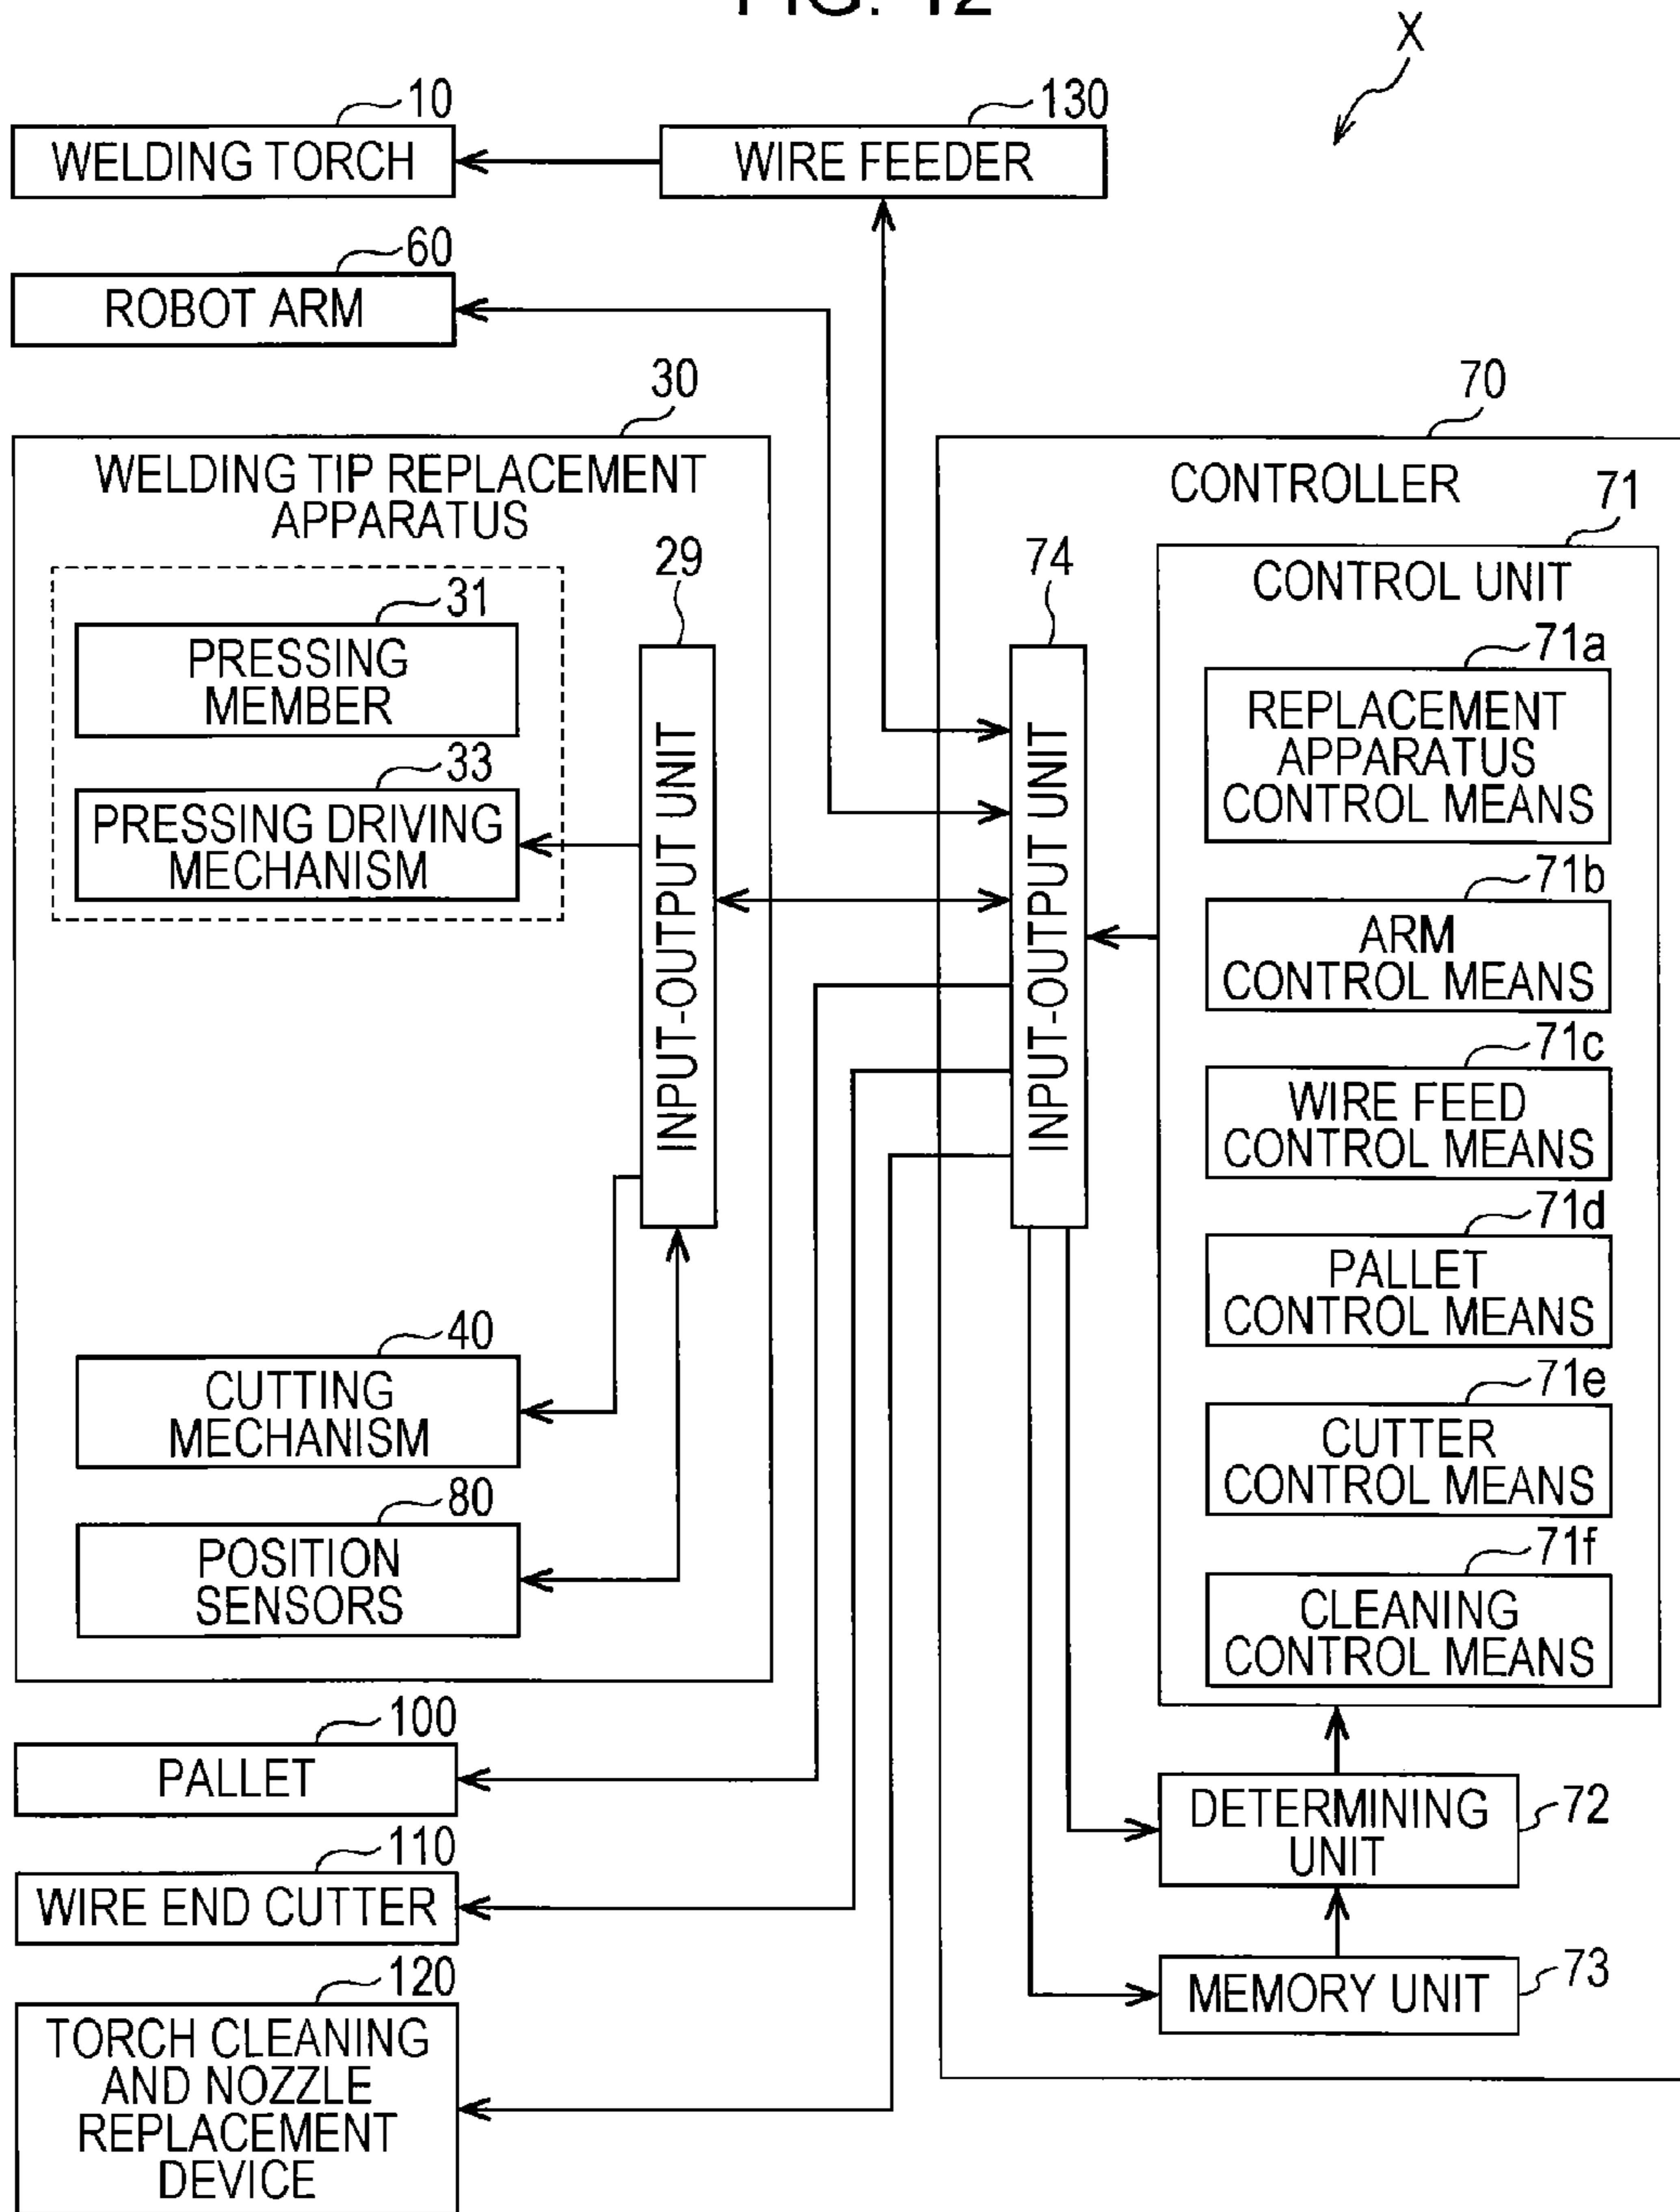 FIG. 12
X
10
WELDING TORCH
130
WIRE FEEDER
60
ROBOT ARM
30
WELDING TIP REPLACEMENT
APPARATUS
31
PRESSING
MEMBER
33
PRESSING DRIVING
MECHANISM
29
INPUT-OUTPUT UNIT
40
CUTTING
MECHANISM
80
POSITION
SENSORS
70
CONTROLLER
74
INPUT-OUTPUT UNIT
71
CONTROL UNIT
71a
REPLACEMENT
APPARATUS
CONTROL MEANS
71b
ARM
CONTROL MEANS
71c
WIRE FEED
CONTROL MEANS
71d
PALLET
CONTROL MEANS
71e
CUTTER
CONTROL MEANS
71f
CLEANING
CONTROL MEANS
DETERMINING
UNIT
72
MEMORY UNIT
73
100
PALLET
110
WIRE END CUTTER
120
TORCH CLEANING
AND NOZZLE
REPLACEMENT
DEVICE